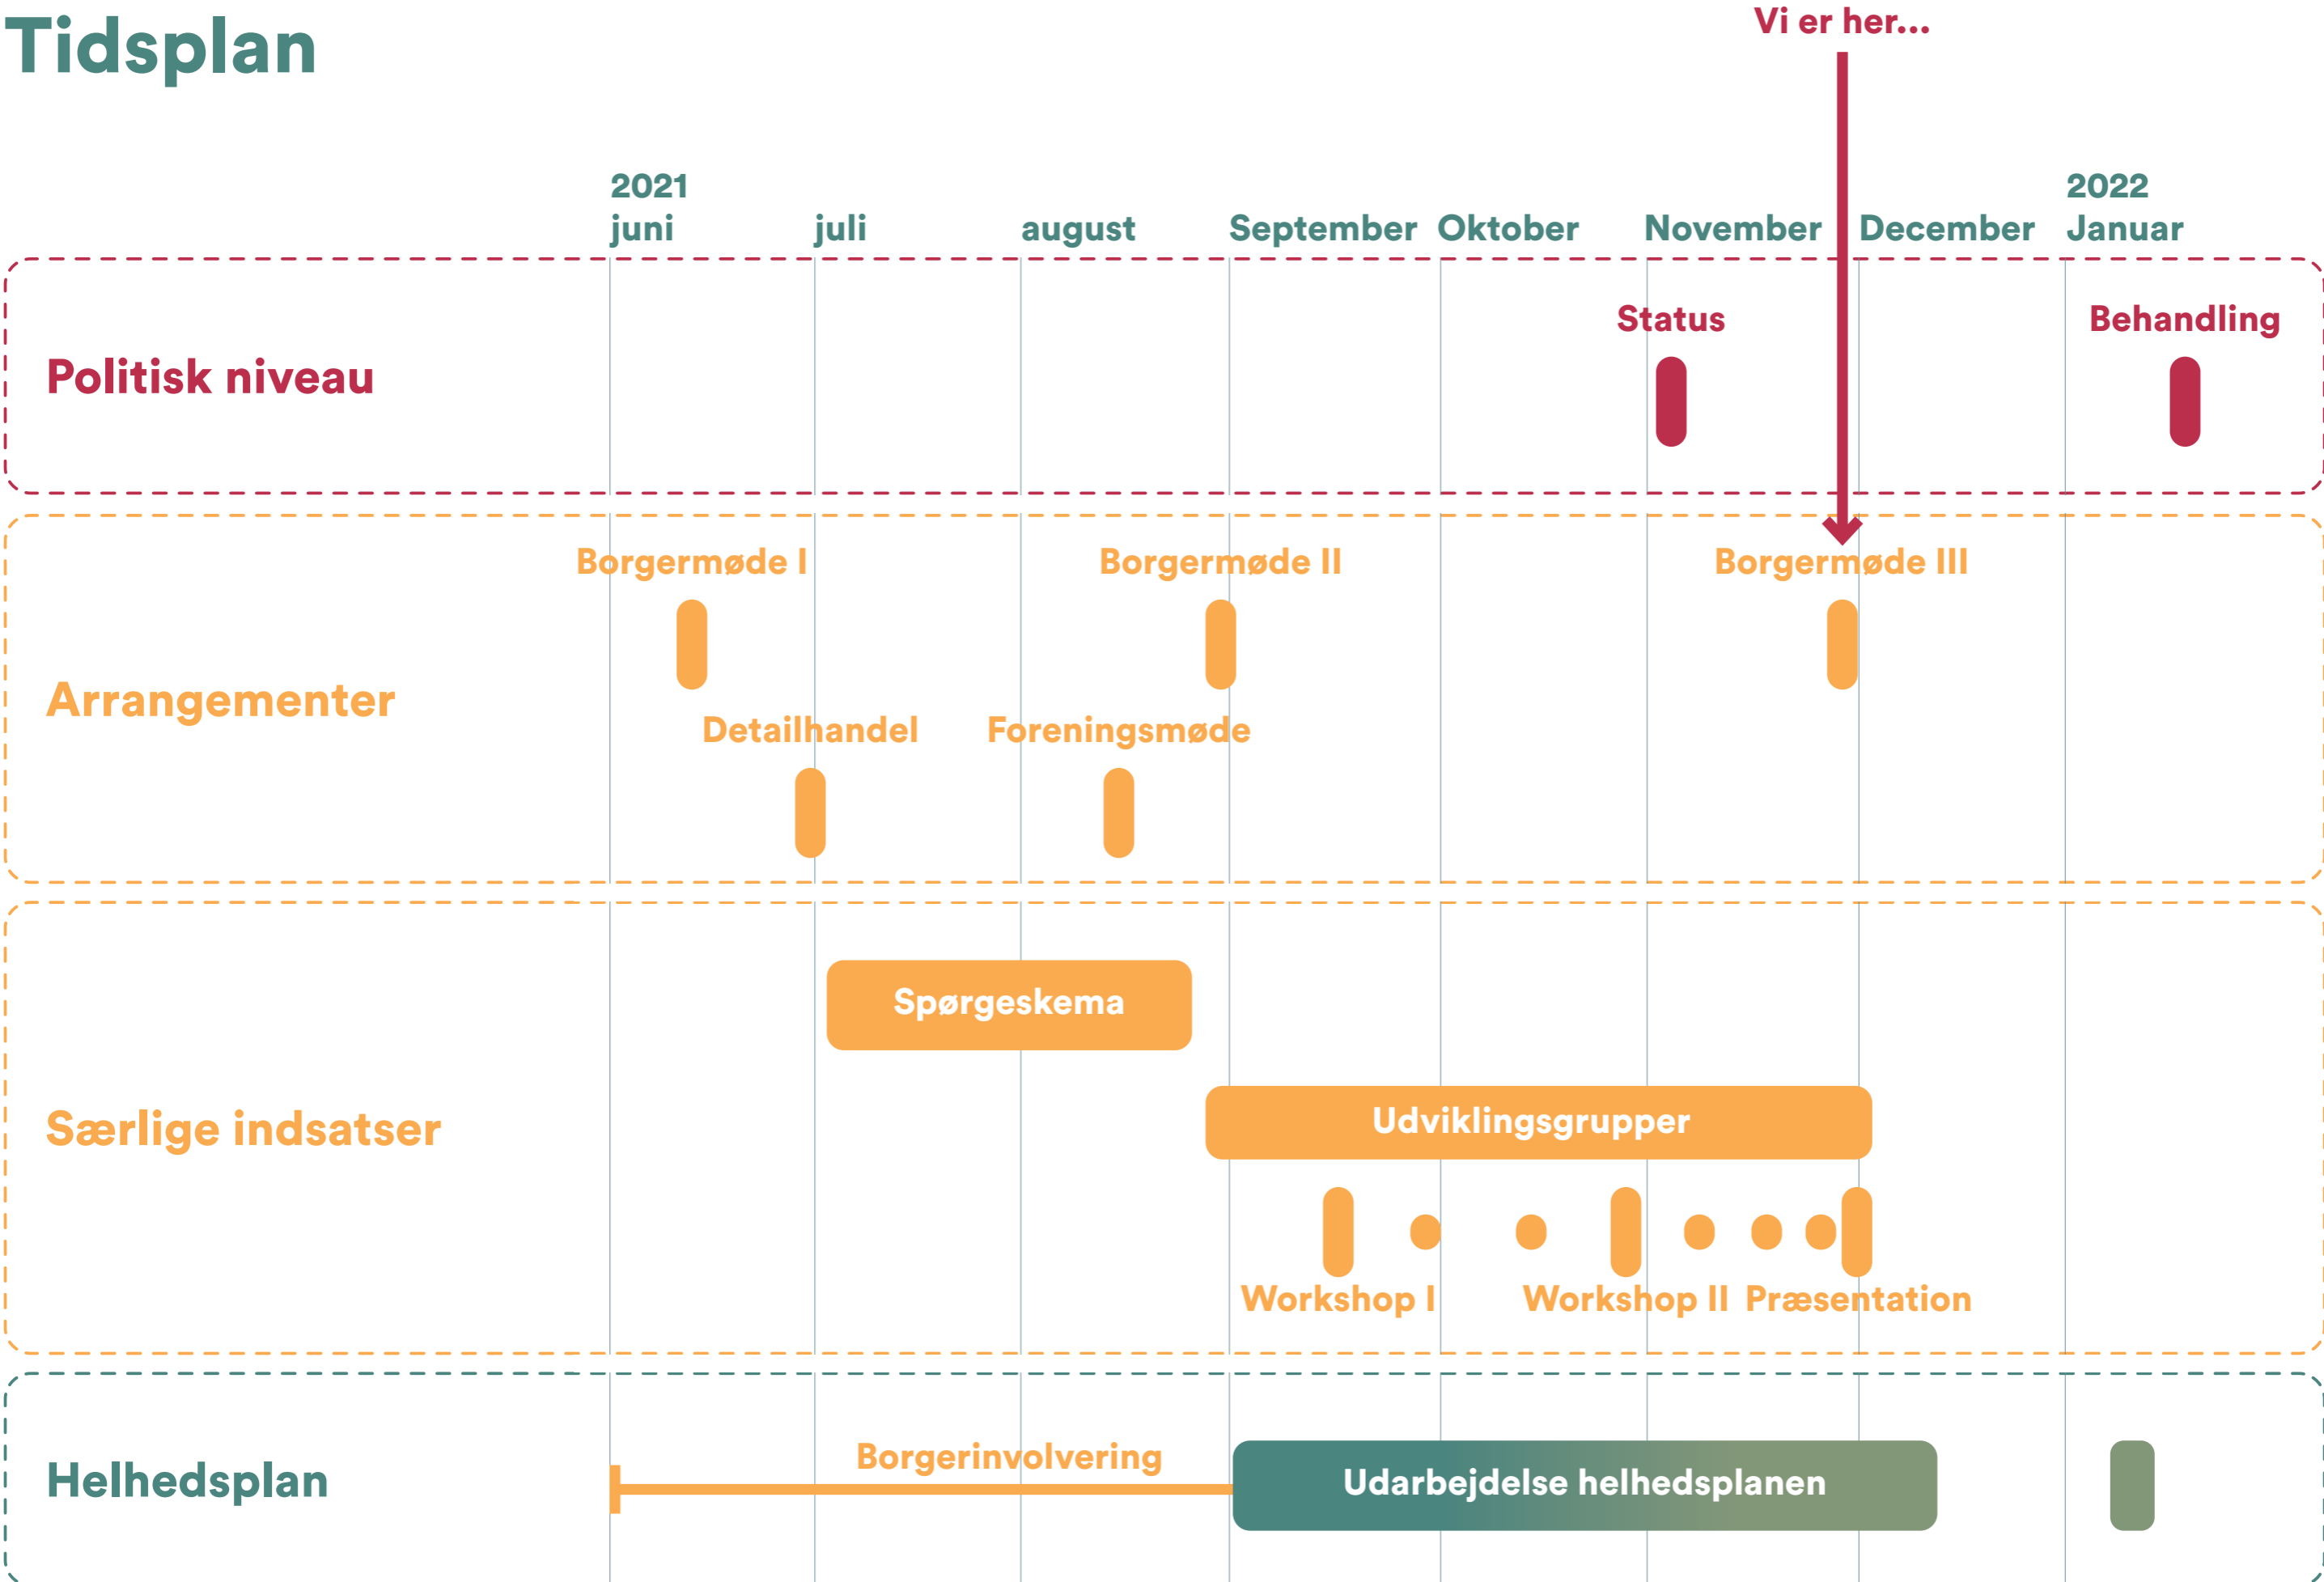 Tidsplan
Vi er her...
2021
juni
juli
august
September
Oktober
November
December
2022
Januar
Politisk niveau
Status
Behandling
Arrangementer
Borgermøde I
Borgermøde II
Borgermøde III
Detailhandel
Foreningsmøde
Særlige indsatser
Spørgeskema
Udviklingsgrupper
Workshop I
Workshop II
Præsentation
Helhedsplan
Borgerinvolvering
Udarbejdelse helhedsplanen